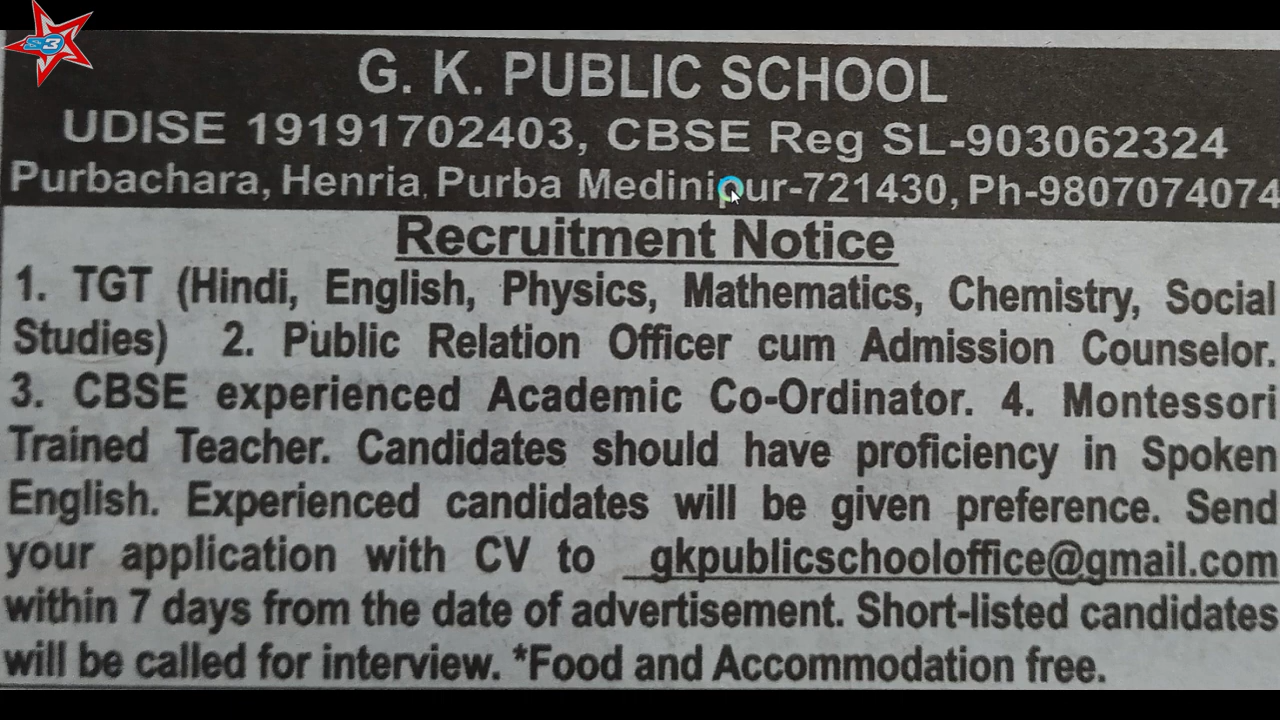 S3
G. K. PUBLIC SCHOOL
UDISE 19191702403, CBSE Reg SL-903062324
Purbachara, Henria, Purba Medinipur-721430, Ph-9807074074
Recruitment Notice
1. TGT (Hindi, English, Physics, Mathematics, Chemistry, Social
Studies) 2. Public Relation Officer cum Admission Counselor.
3. CBSE experienced Academic Co-Ordinator. 4. Montessori
Trained Teacher. Candidates should have proficiency in Spoken
English. Experienced candidates will be given preference. Send
your application with CV to gkpublicschooloffice@gmail.com
within 7 days from the date of advertisement. Short-listed candidates
will be called for interview. *Food and Accommodation free.